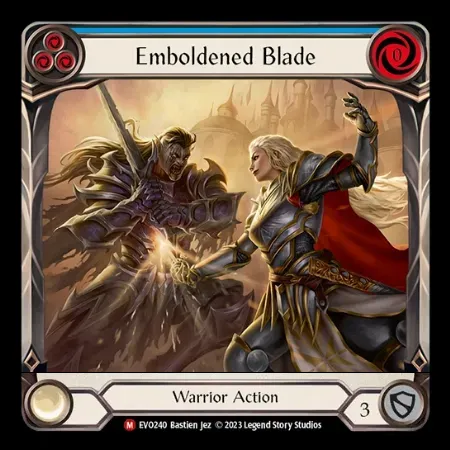 Emboldened Blade
0
Warrior Action
3
M EVO240 Bastien Jez © 2023 Legend Story Studios